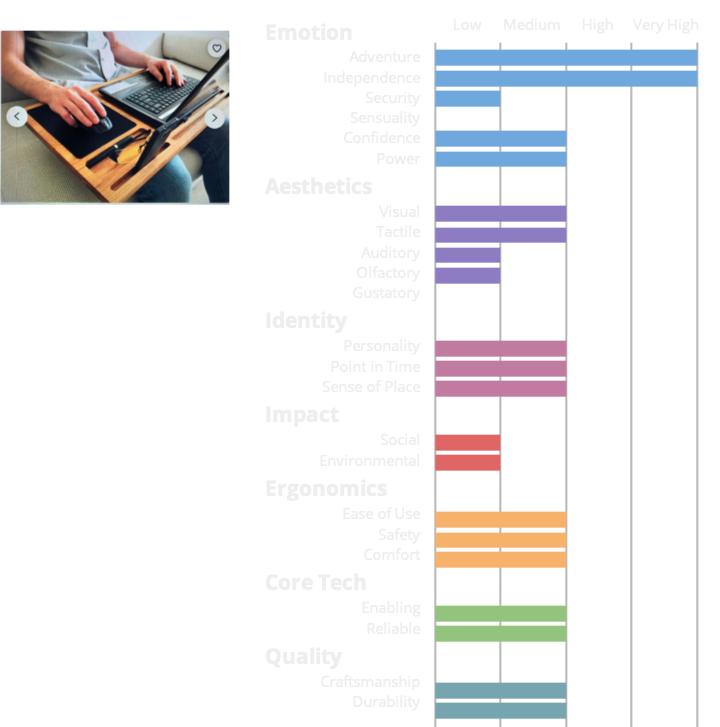 Low Medium High Very High
Emotion
Adventure
Independence
Security
Sensuality
Confidence
Power
Aesthetics
Visual
Tactile
Auditory
Olfactory
Gustatory
Identity
Personality
Point in Time
Sense of Place
Impact
Social
Environmental
Ergonomics
Ease of Use
Safety
Comfort
Core Tech
Enabling
Reliable
Quality
Craftsmanship
Durability